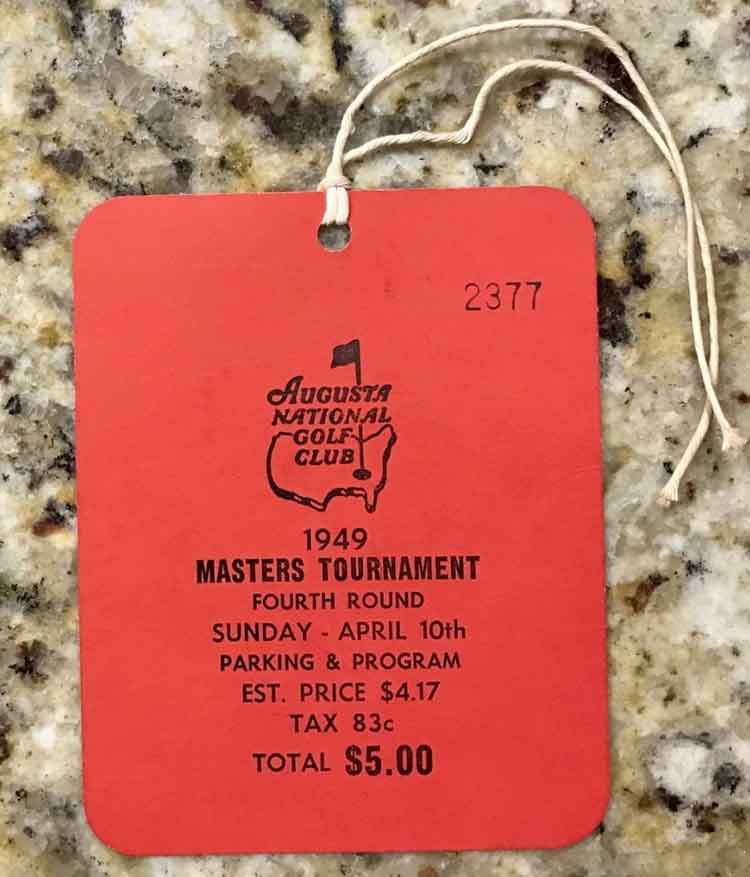 2377
AUGUSTA
NATIONAL
GOLF
CLUB
1949
MASTERS TOURNAMENT
FOURTH ROUND
SUNDAY - APRIL 10th
PARKING & PROGRAM
EST. PRICE $4.17
TAX 83c
TOTAL $5.00